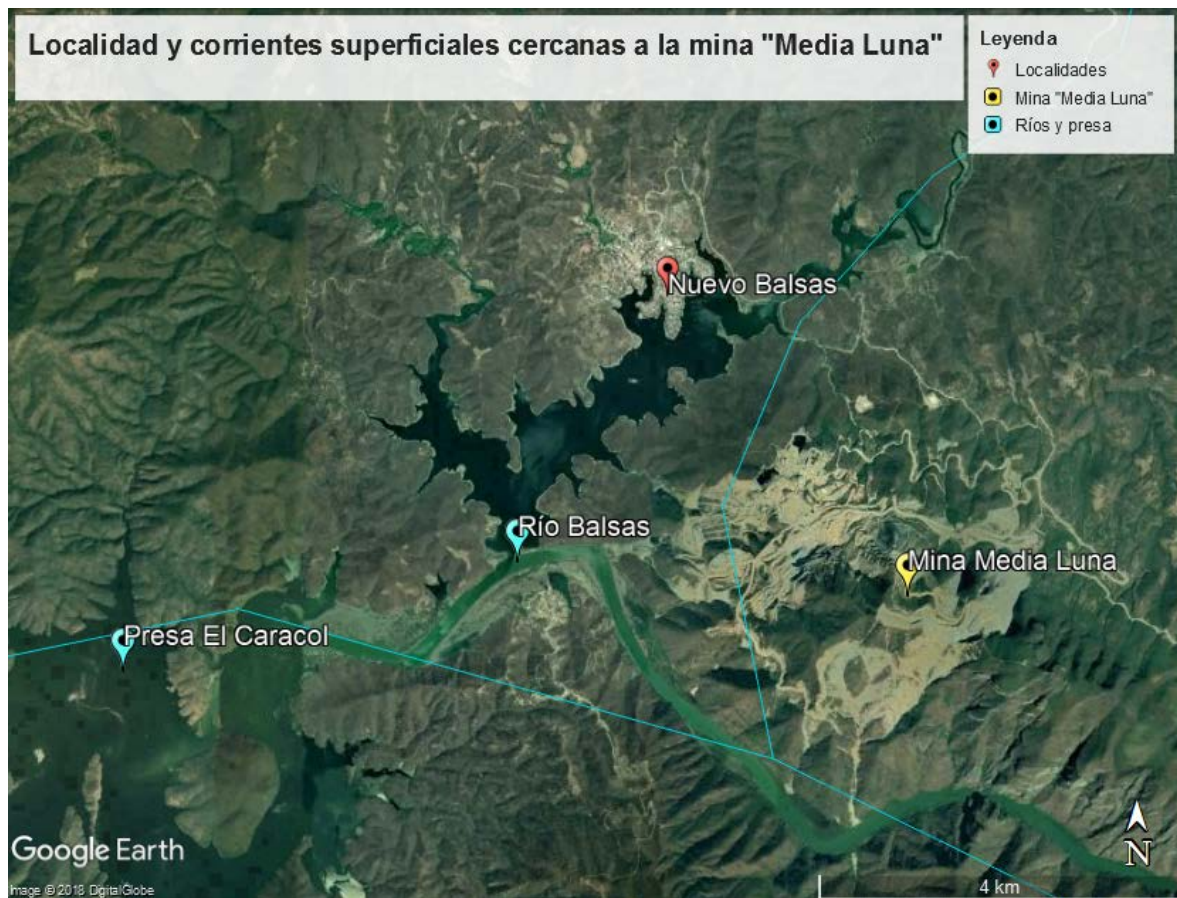 Localidad y corrientes superficiales cercanas a la mina "Media Luna"
Leyenda
Localidades
Mina "Media Luna"
Ríos y presa
Nuevo Balsas
Río Balsas
Mina Media Luna
Presa El Caracol
Google Earth
Image © 2018 DigitalGlobe
N
4 km